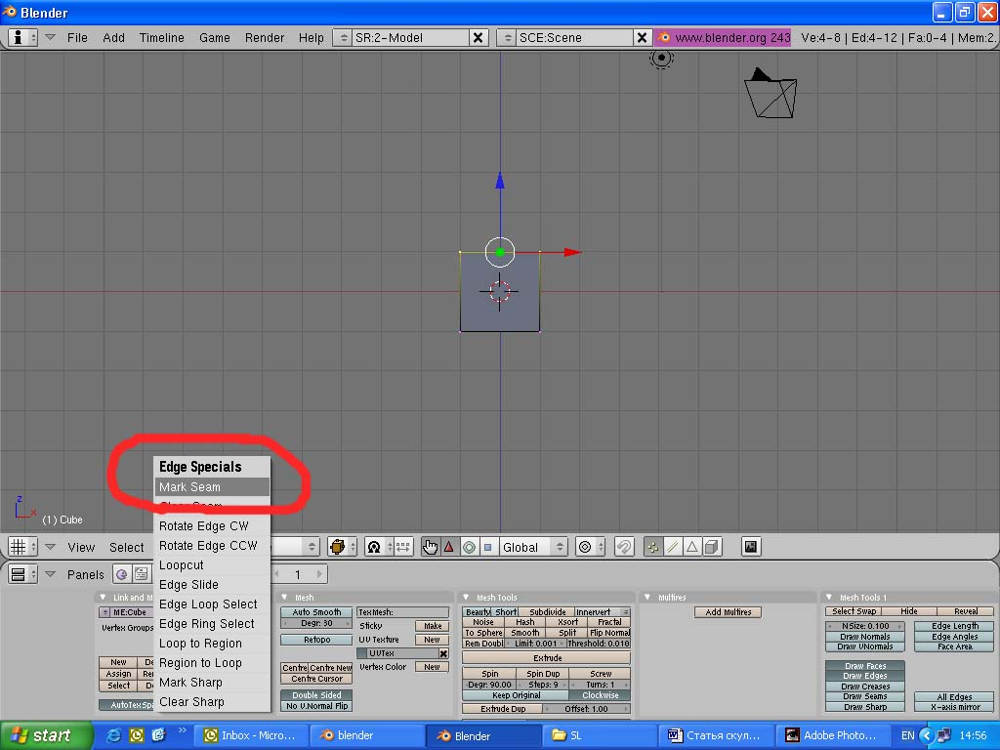 Blender
File Add Timeline Game Render Help SR:2-Model SCE:Scene www.blender.org 243 Ve:4-8 | Ed:4-12 | Fa:0-4 | Mem:2.
z
x
(1) Cube
Edge Specials
Mark Seam
Clear Seam
Rotate Edge CW
Rotate Edge CCW
Loopcut
Edge Slide
Edge Loop Select
Edge Ring Select
Loop to Region
Region to Loop
Mark Sharp
Clear Sharp
View Select Global
Panels 1
Link and M
ME:Cube
Vertex Groups
New De
Assign Re
Select
AutoTexSpa
Mesh
Auto Smooth
Degr: 30
Retopo
Centre Centre New
Centre Cursor
Double Sided
No V.Normal Flip
TexMesh:
Sticky Make
UV Texture New
UVTex
Vertex Color New
Mesh Tools
Beauty Short Subdivide Innervert
Noise Hash Xsort Fractal
To Sphere Smooth Split Flip Normal
Rem Doubl Limit: 0.001 Threshold: 0.010
Extrude
Spin Spin Dup Screw
Degr: 90.00 Steps: 9 Turns: 1
Keep Original Clockwise
Extrude Dup Offset: 1.00
Multires
Add Multires
Mesh Tools 1
Select Swap Hide Reveal
NSize: 0.100
Draw Normals
Draw VNormals
Edge Length
Edge Angles
Face Area
Draw Faces
Draw Edges
Draw Creases
Draw Seams
Draw Sharp
All Edges
X-axis mirror
start Inbox - Micro... blender Blender SL Статья скул... Adobe Photo... EN 14:56